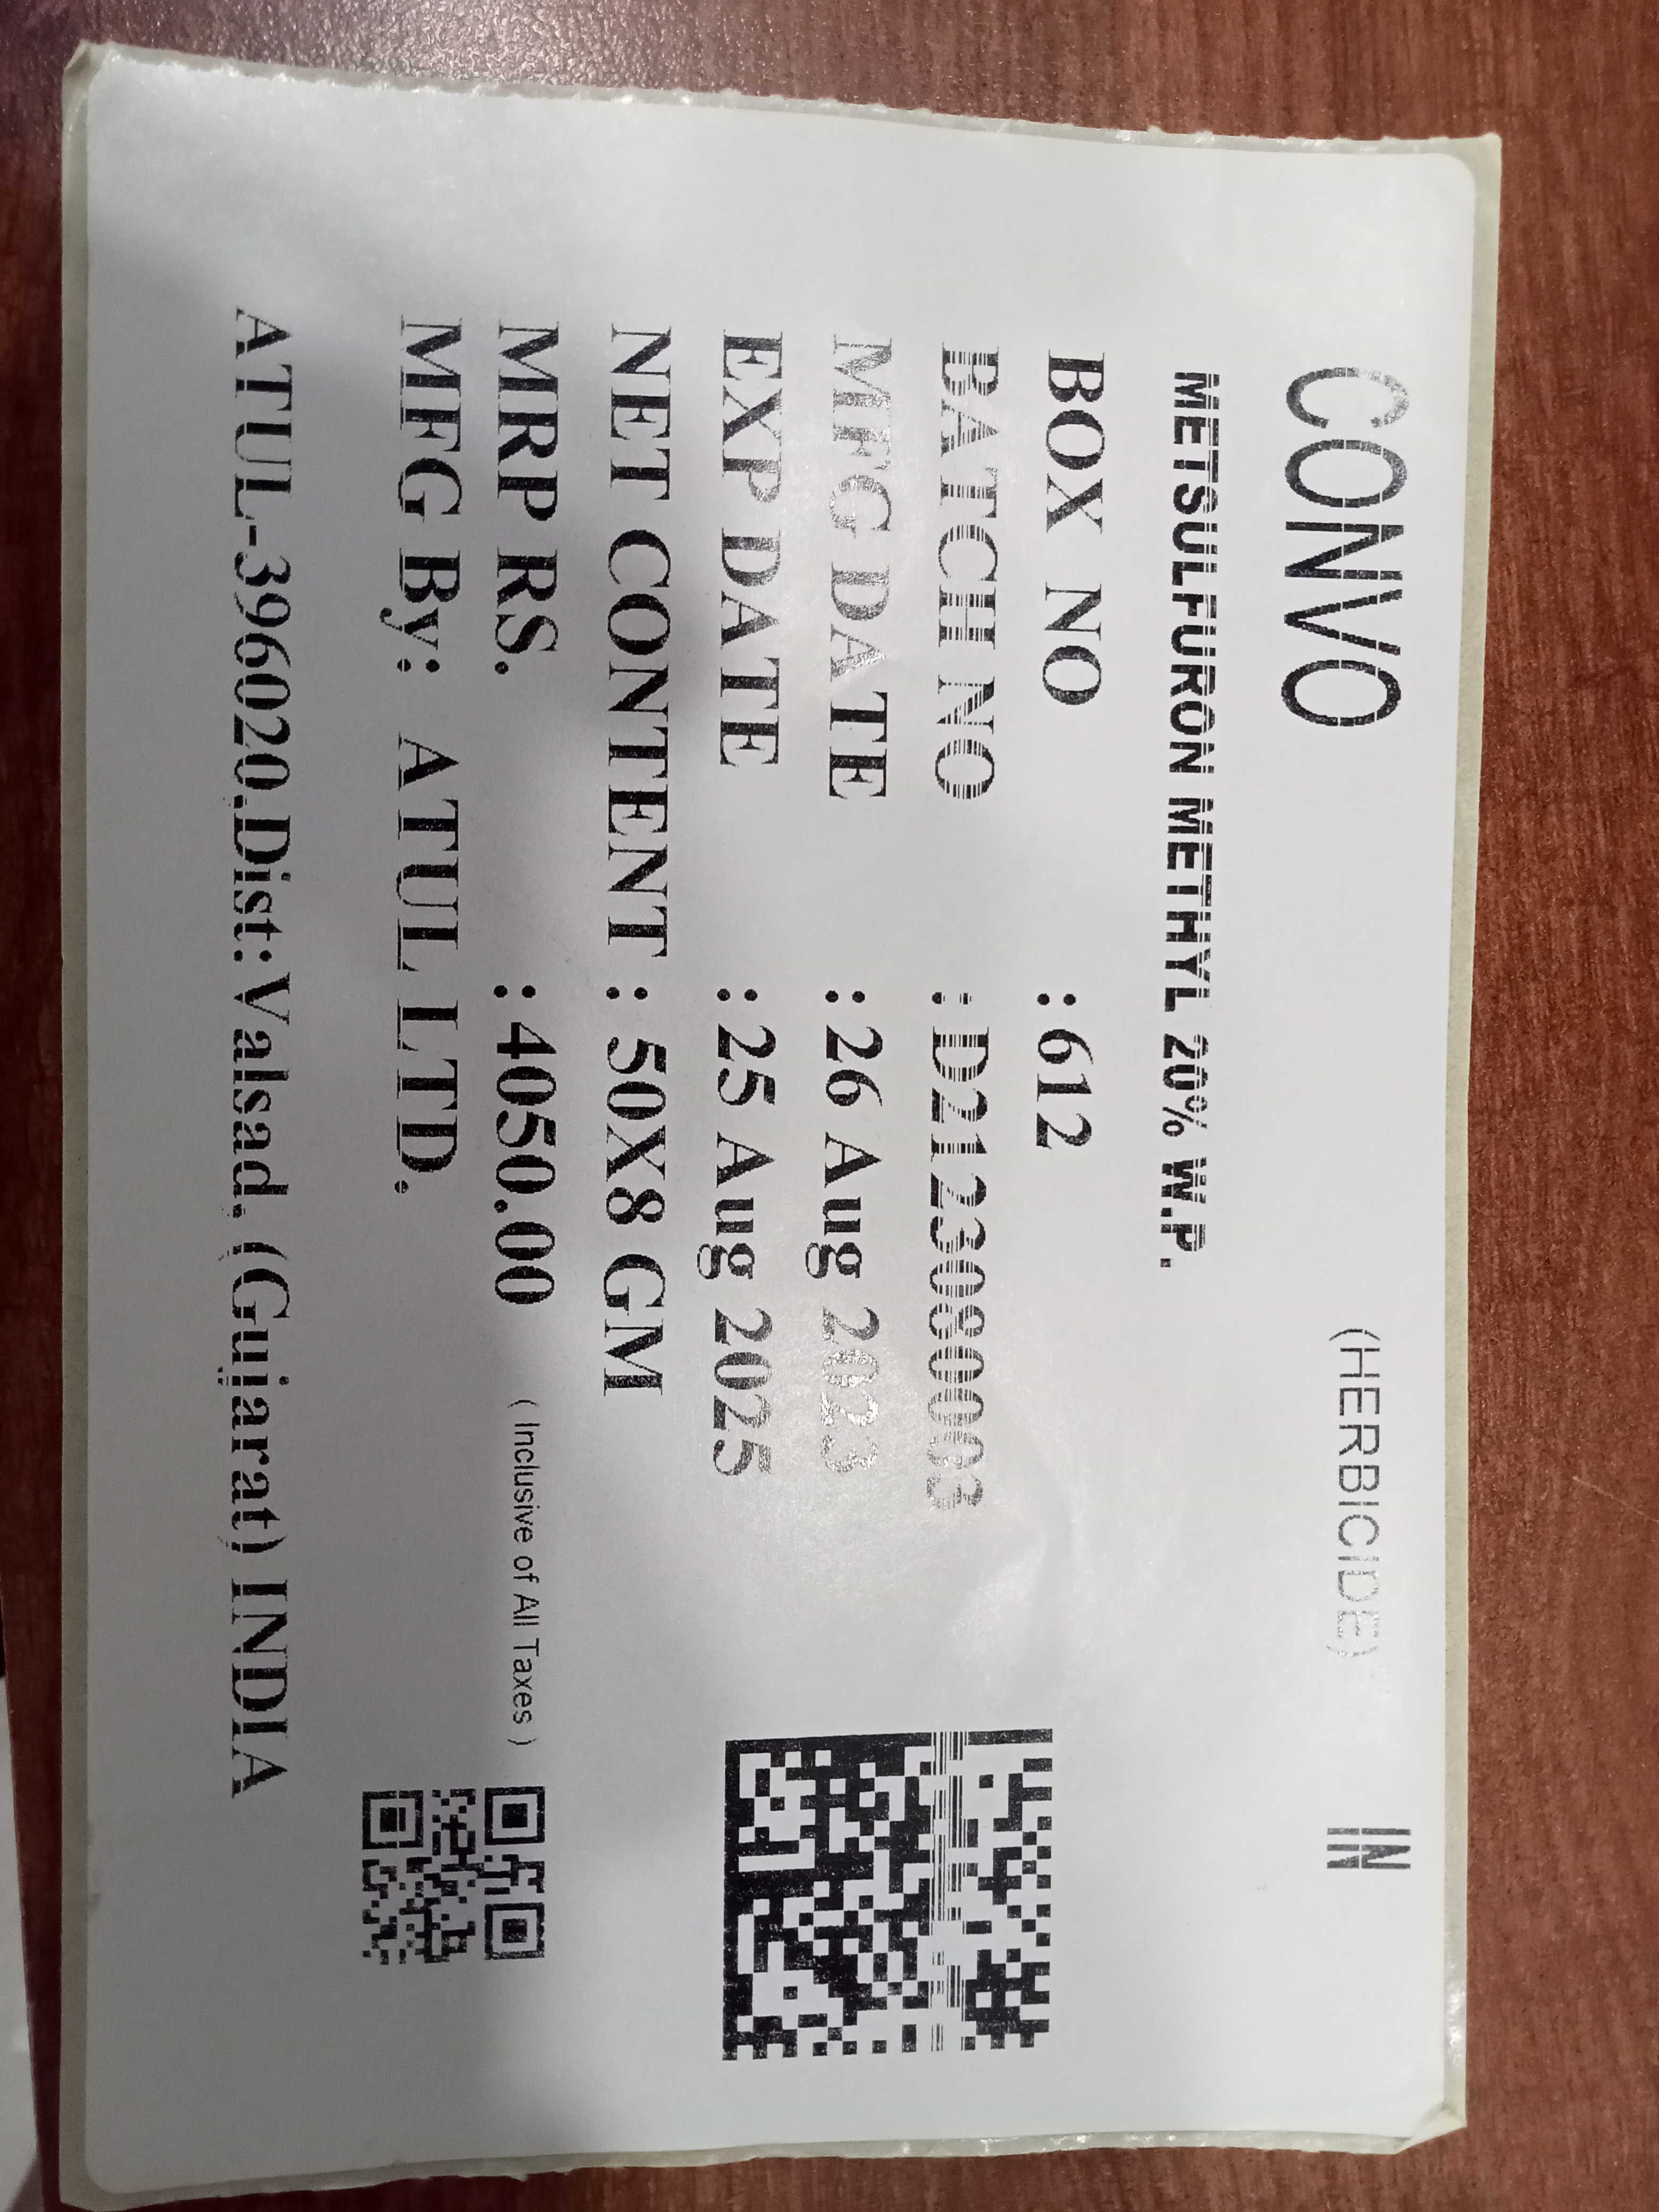 CONVO (HERBICIDE) IN
METSULFURON METHYL 20% W.P.
BOX NO :612
BATCH NO :D2123080003
MFG DATE :26 Aug 2023
EXP DATE :25 Aug 2025
NET CONTENT : 50X8 GM
MRP RS. :4050.00 ( Inclusive of All Taxes )
MFG By: ATUL LTD.
ATUL-396020.Dist:Valsad. (Gujarat) INDIA